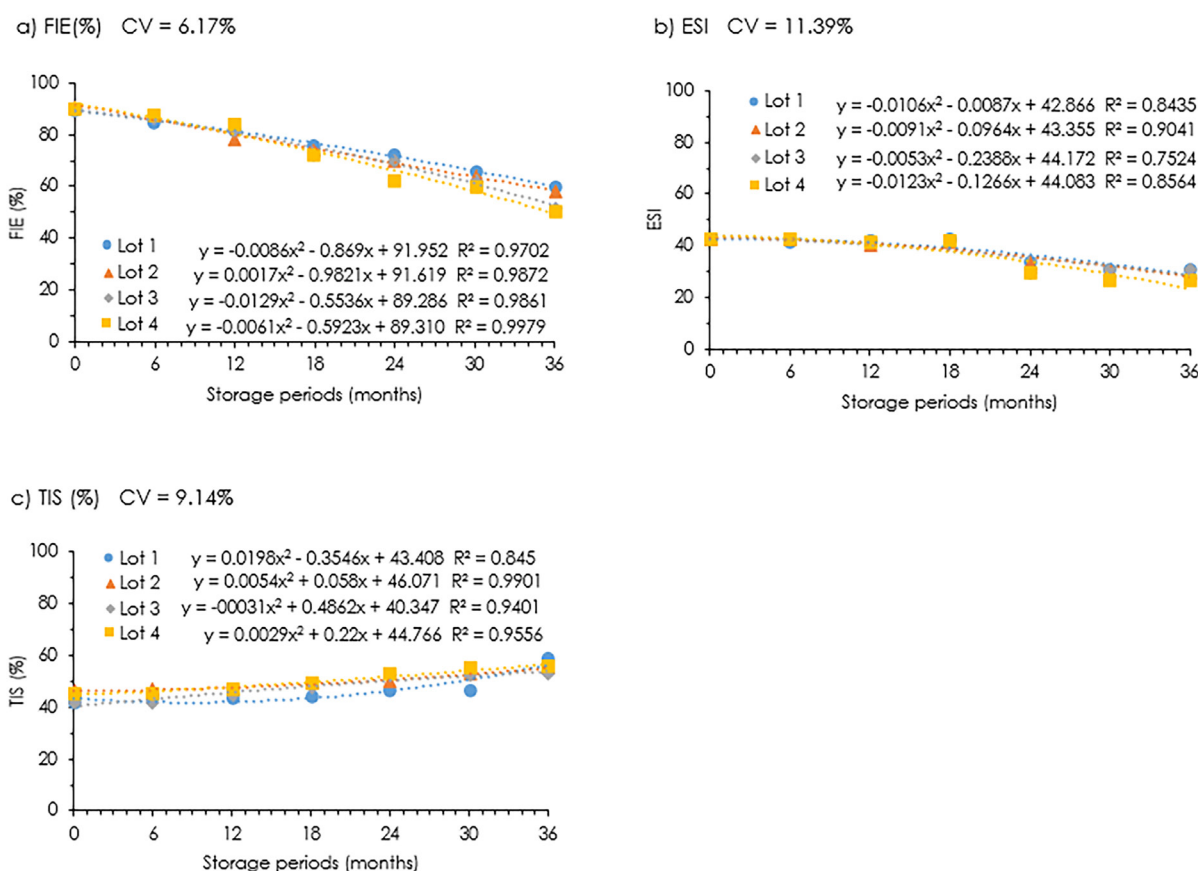 a) FIE(%) CV = 6.17%
100
80
60
40
20
0
FIE (%)
Lot 1 y = -0.0086x² - 0.869x + 91.952 R² = 0.9702
Lot 2 y = 0.0017x² - 0.9821x + 91.619 R² = 0.9872
Lot 3 y = -0.0129x² - 0.5536x + 89.286 R² = 0.9861
Lot 4 y = -0.0061x² - 0.5923x + 89.310 R² = 0.9979
0 6 12 18 24 30 36
Storage periods (months)
b) ESI CV = 11.39%
100
80
60
40
20
0
ESI
Lot 1 y = -0.0106x² - 0.0087x + 42.866 R² = 0.8435
Lot 2 y = -0.0091x² - 0.0964x + 43.355 R² = 0.9041
Lot 3 y = -0.0053x² - 0.2388x + 44.172 R² = 0.7524
Lot 4 y = -0.0123x² - 0.1266x + 44.083 R² = 0.8564
0 6 12 18 24 30 36
Storage periods (months)
c) TIS (%) CV = 9.14%
100
80
60
40
20
0
TIS (%)
Lot 1 y = 0.0198x² - 0.3546x + 43.408 R² = 0.845
Lot 2 y = 0.0054x² + 0.058x + 46.071 R² = 0.9901
Lot 3 y = -00031x² + 0.4862x + 40.347 R² = 0.9401
Lot 4 y = 0.0029x² + 0.22x + 44.766 R² = 0.9556
0 6 12 18 24 30 36
Storage periods (months)